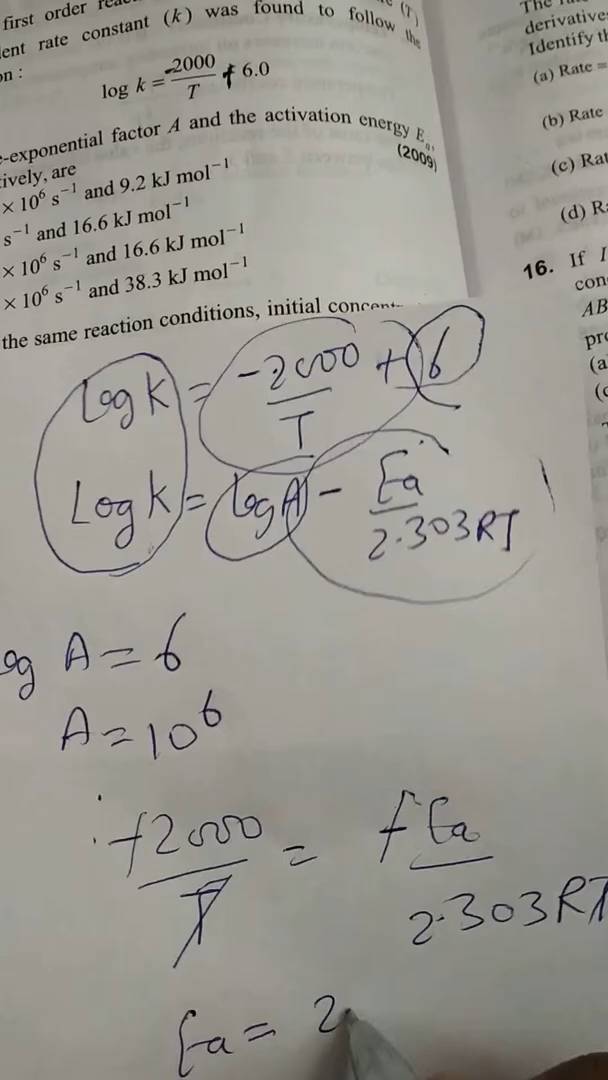 first order
ent rate constant (k) was found to follow the
on :
log k = -2000/T + 6.0
-exponential factor A and the activation energy Ea,
ively, are
(2009)
× 10⁶ s⁻¹ and 9.2 kJ mol⁻¹
s⁻¹ and 16.6 kJ mol⁻¹
× 10⁶ s⁻¹ and 16.6 kJ mol⁻¹
× 10⁶ s⁻¹ and 38.3 kJ mol⁻¹
the same reaction conditions, initial
Log K = -2000/T + 6
Log K = log A - Ea/2.303RT
og A = 6
A = 10⁶
+2000/T = +Ea/2.303RT
Ea = 2
The
derivative
Identify th
(a) Rate =
(b) Rate
(c) Rat
(d) R
16. If
con
AB
pr
(a
(c